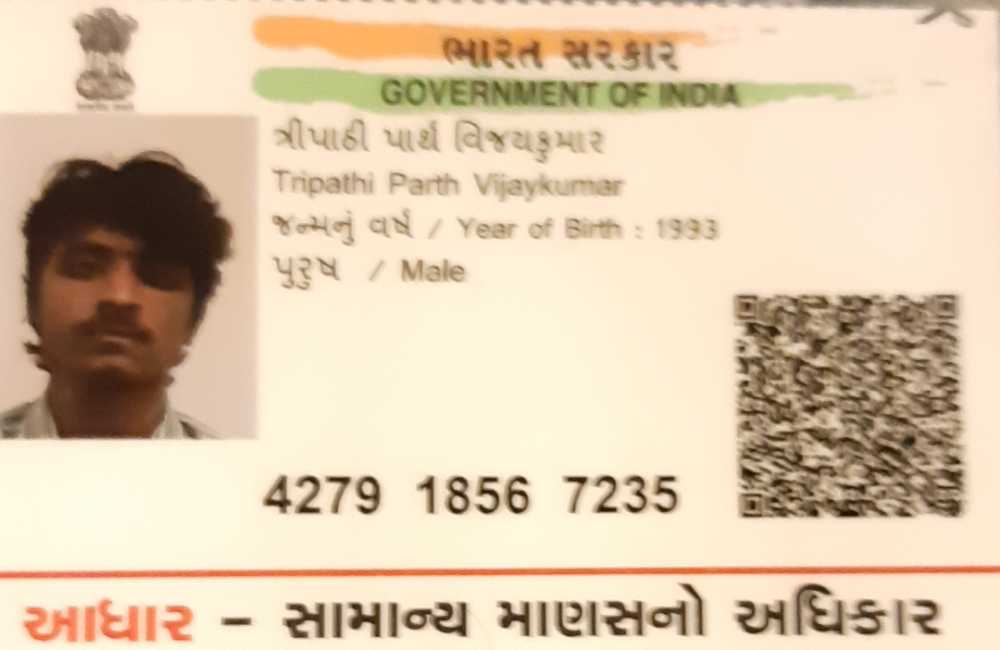 ભારત સરકાર
GOVERNMENT OF INDIA
ત્રીપાઠી પાર્થ વિજયકુમાર
Tripathi Parth Vijaykumar
જન્મનું વર્ષ / Year of Birth : 1993
પુરુષ / Male
4279 1856 7235
આધાર – સામાન્ય માણસનો અધિકાર